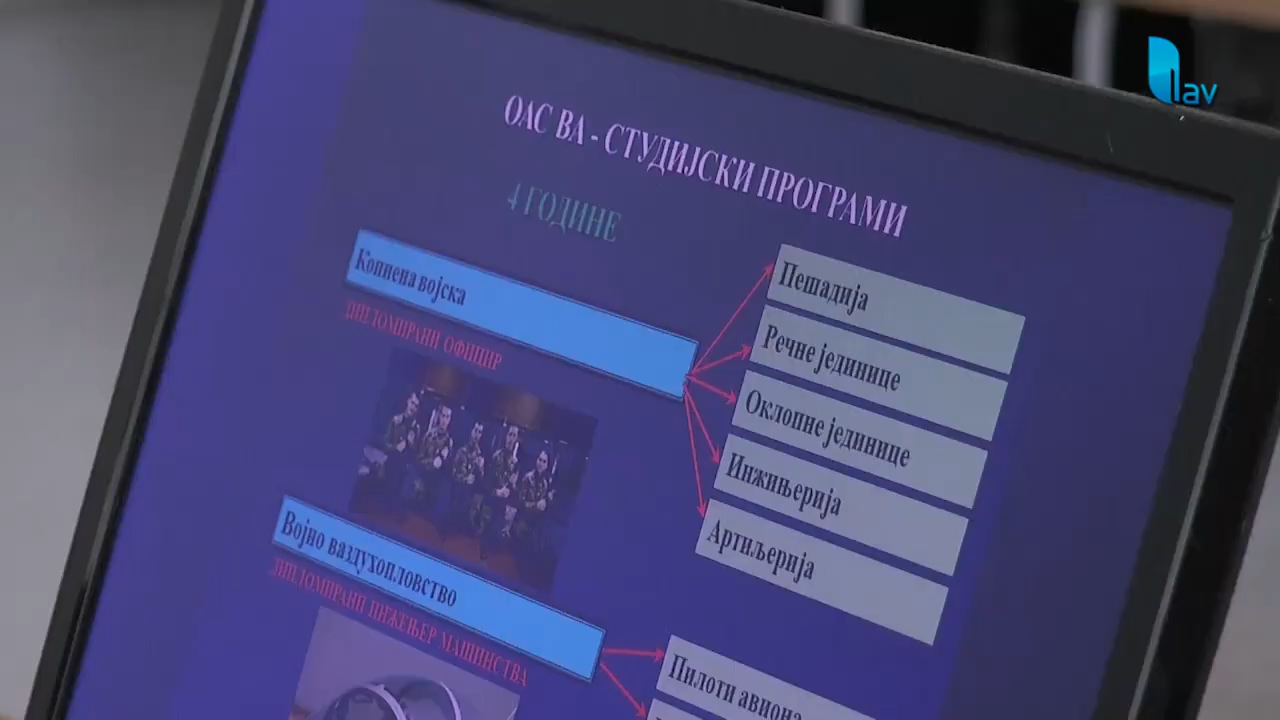 lav
ОАС ВА - СТУДИЈСКИ ПРОГРАМИ
4 ГОДИНЕ
Копнена војска
ДИПЛОМИРАНИ ОФИЦИР
Пешадија
Речне јединице
Оклопне јединице
Инжињерија
Артиљерија
Војно ваздухопловство
ДИПЛОМИРАНИ ИНЖЕЊЕР МАШИНСТВА
Пилоти авиона